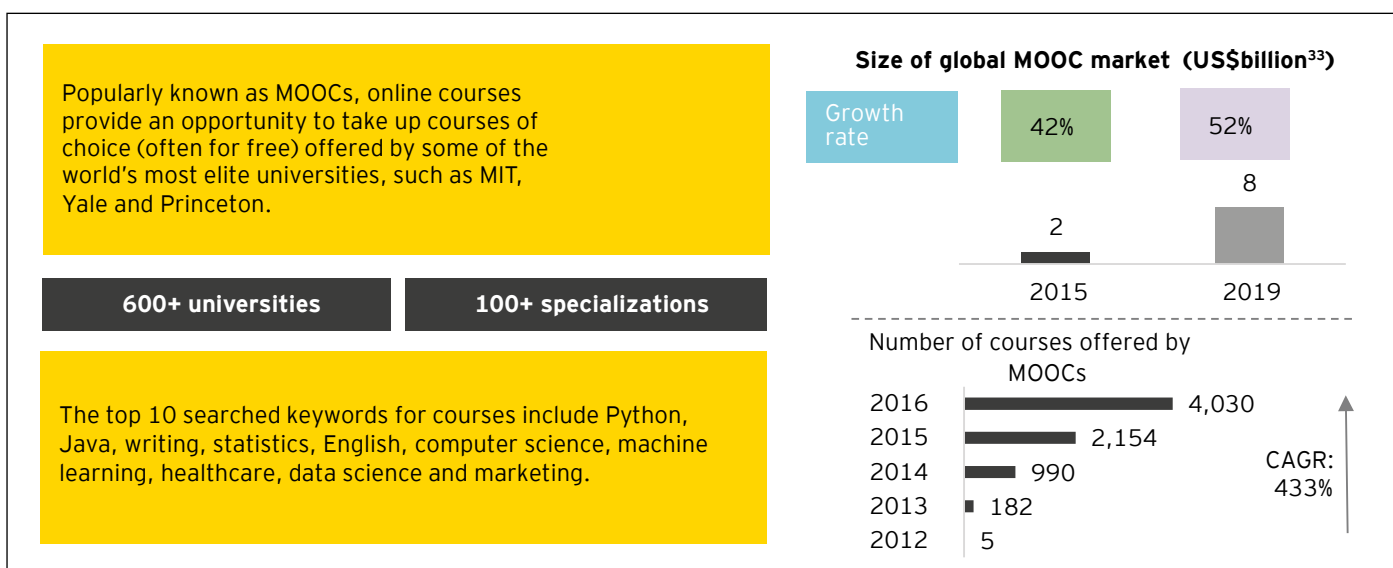 Popularly known as MOOCs, online courses
provide an opportunity to take up courses of
choice (often for free) offered by some of the
world's most elite universities, such as MIT,
Yale and Princeton.
600+ universities
100+ specializations
The top 10 searched keywords for courses include Python,
Java, writing, statistics, English, computer science, machine
learning, healthcare, data science and marketing.
Size of global MOOC market (US$billion³³)
Growth
rate
42%
52%
2
8
2015
2019
Number of courses offered by
MOOCs
2016 4,030
2015 2,154
2014 990
2013 182
2012 5
CAGR:
433%